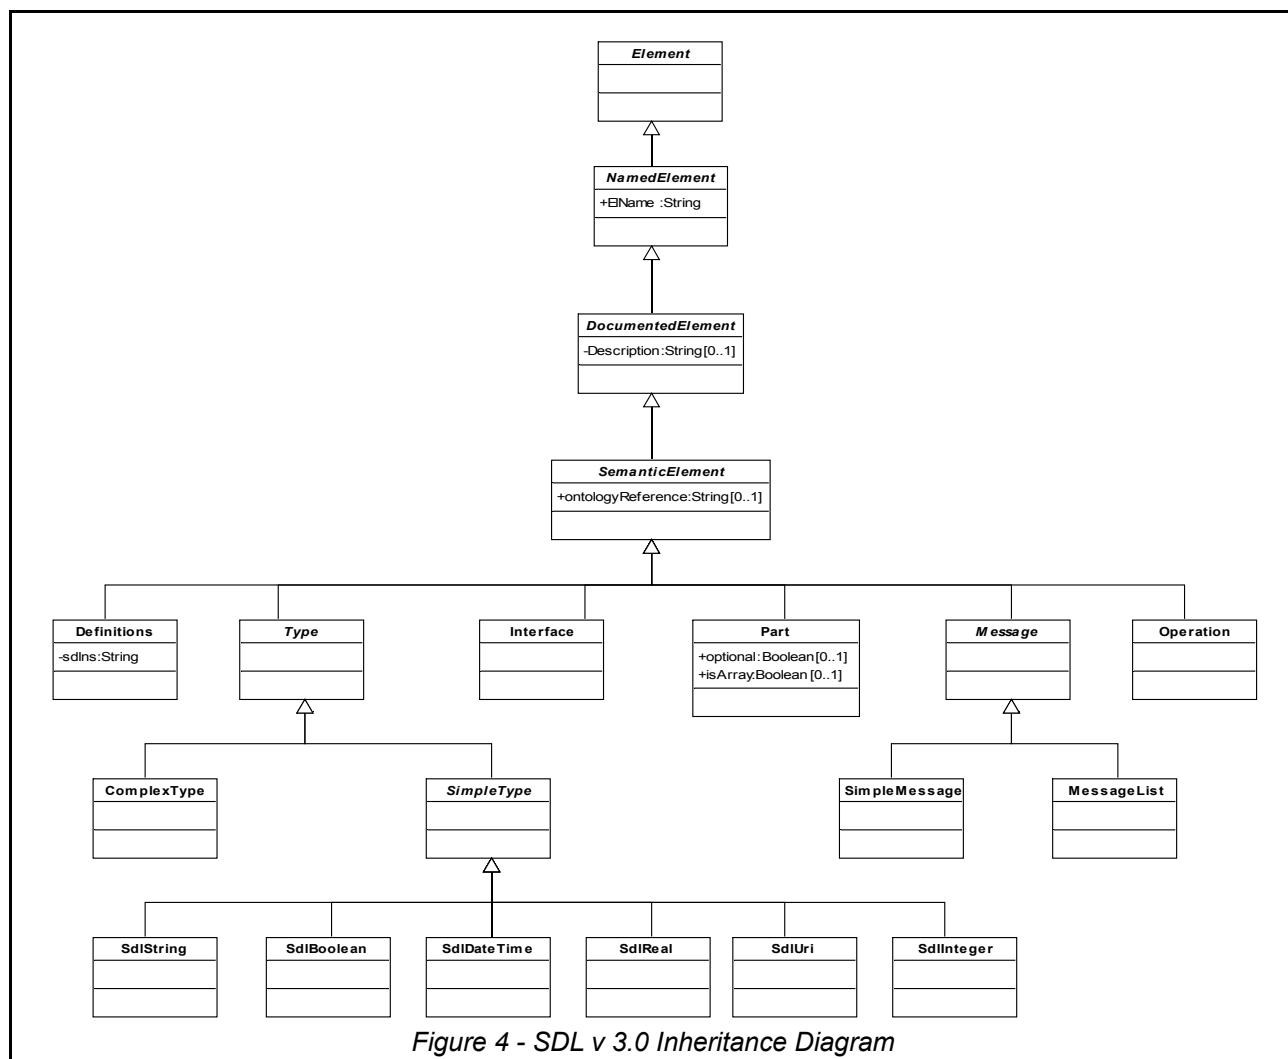 Element
NamedElement
+ElName :String
DocumentedElement
-Description:String[0..1]
SemanticElement
+ontologyReference:String[0..1]
Definitions
-sdlns:String
Type
Interface
Part
+optional:Boolean[0..1]
+isArray:Boolean [0..1]
Message
Operation
ComplexType
SimpleType
SimpleMessage
MessageList
SdlString
SdlBoolean
SdlDateTime
SdlReal
SdlUri
SdlInteger
Figure 4 - SDL v 3.0 Inheritance Diagram